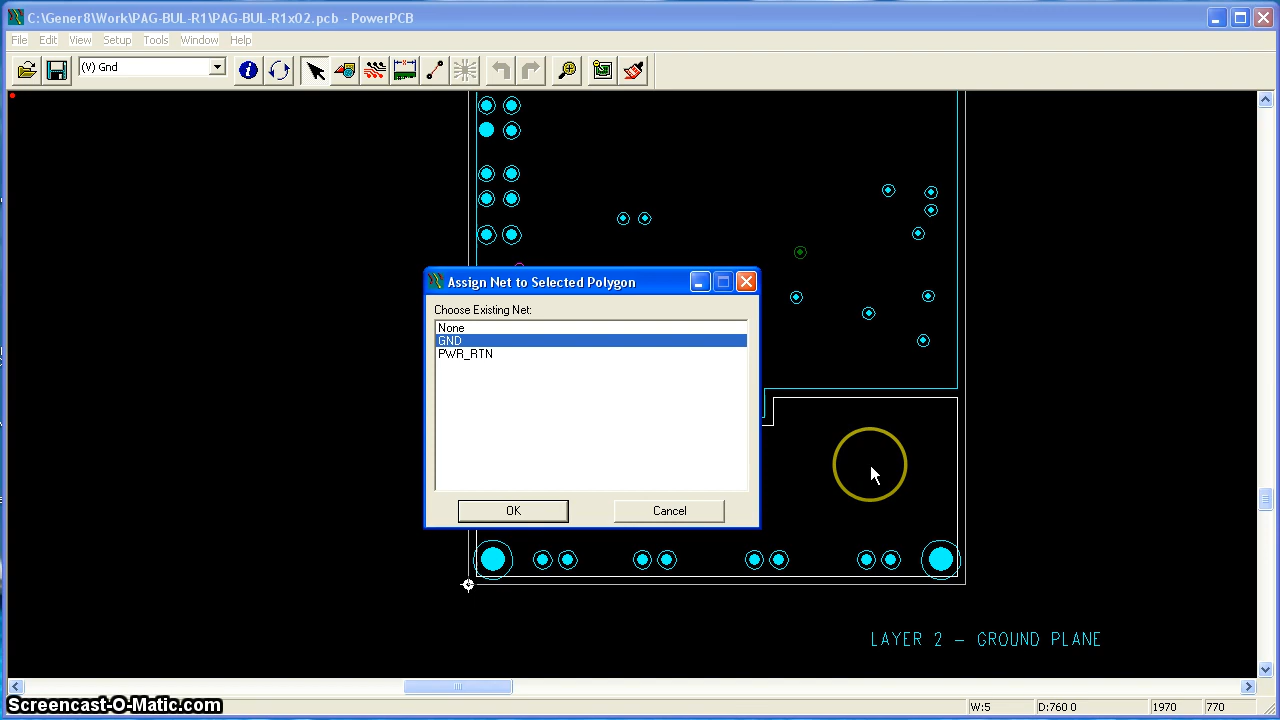 C:\Gener8\Work\PAG-BUL-R1\PAG-BUL-R1x02.pcb - PowerPCB
File Edit View Setup Tools Window Help
(V) Gnd
Assign Net to Selected Polygon
Choose Existing Net:
None
GND
PWR_RTN
OK Cancel
LAYER 2 - GROUND PLANE
Screencast-O-Matic.com
W:5 D:760 0 1970 770